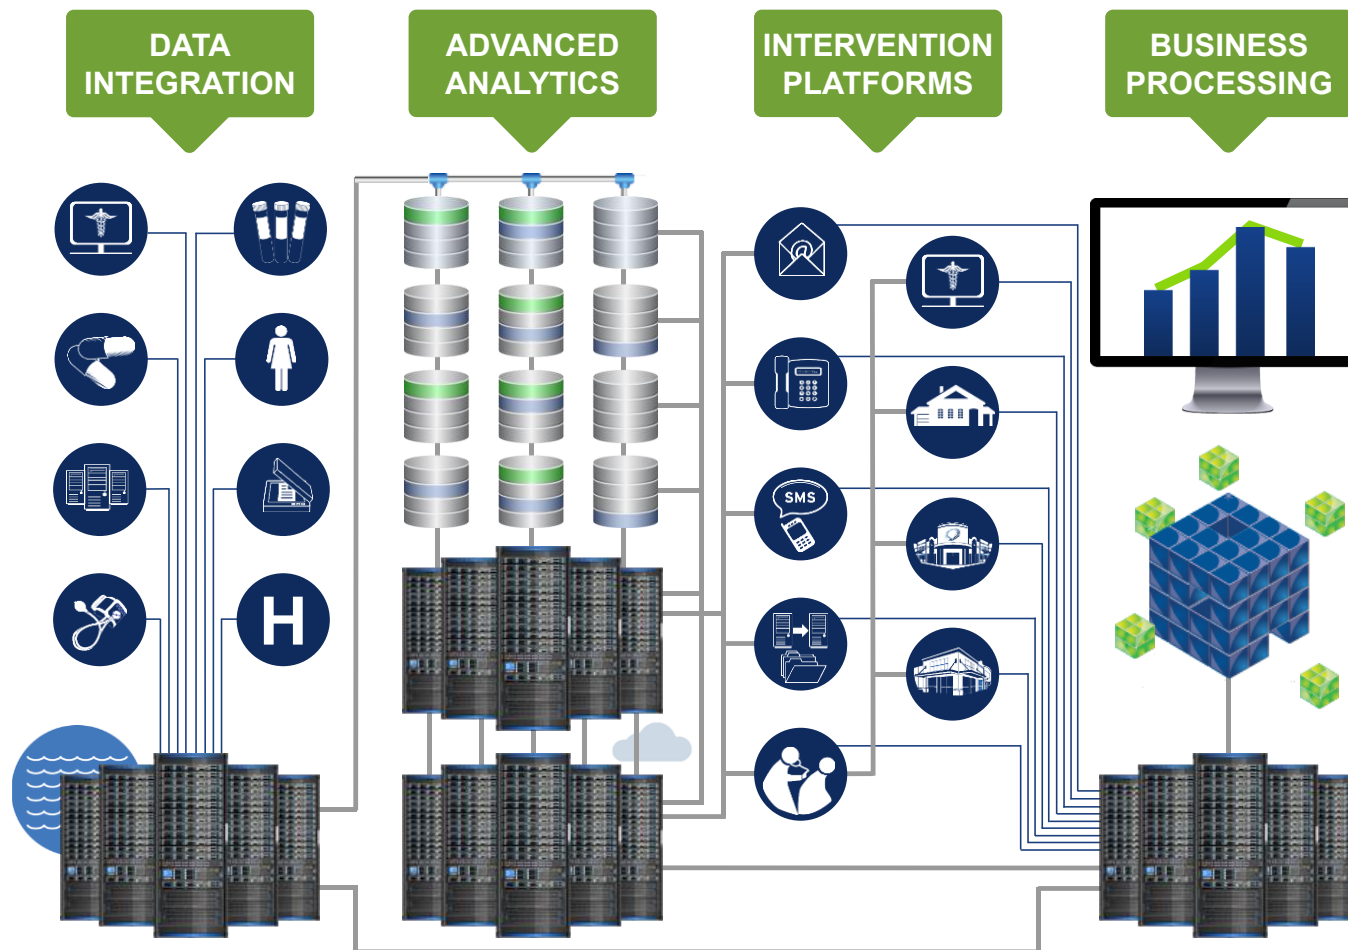 DATA
INTEGRATION
ADVANCED
ANALYTICS
INTERVENTION
PLATFORMS
BUSINESS
PROCESSING
@
SMS
H